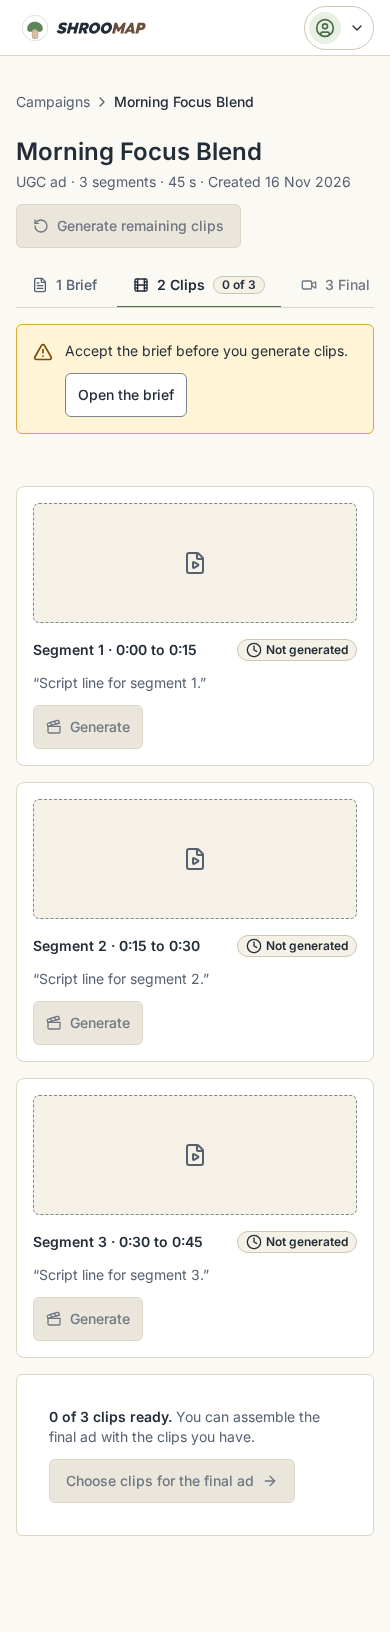 SHROOMAP
Campaigns > Morning Focus Blend
Morning Focus Blend
UGC ad · 3 segments · 45 s · Created 16 Nov 2026
Generate remaining clips
1 Brief
2 Clips
0 of 3
3 Final
Accept the brief before you generate clips.
Open the brief
Segment 1 · 0:00 to 0:15
Not generated
“Script line for segment 1.”
Generate
Segment 2 · 0:15 to 0:30
Not generated
“Script line for segment 2.”
Generate
Segment 3 · 0:30 to 0:45
Not generated
“Script line for segment 3.”
Generate
0 of 3 clips ready. You can assemble the
final ad with the clips you have.
Choose clips for the final ad